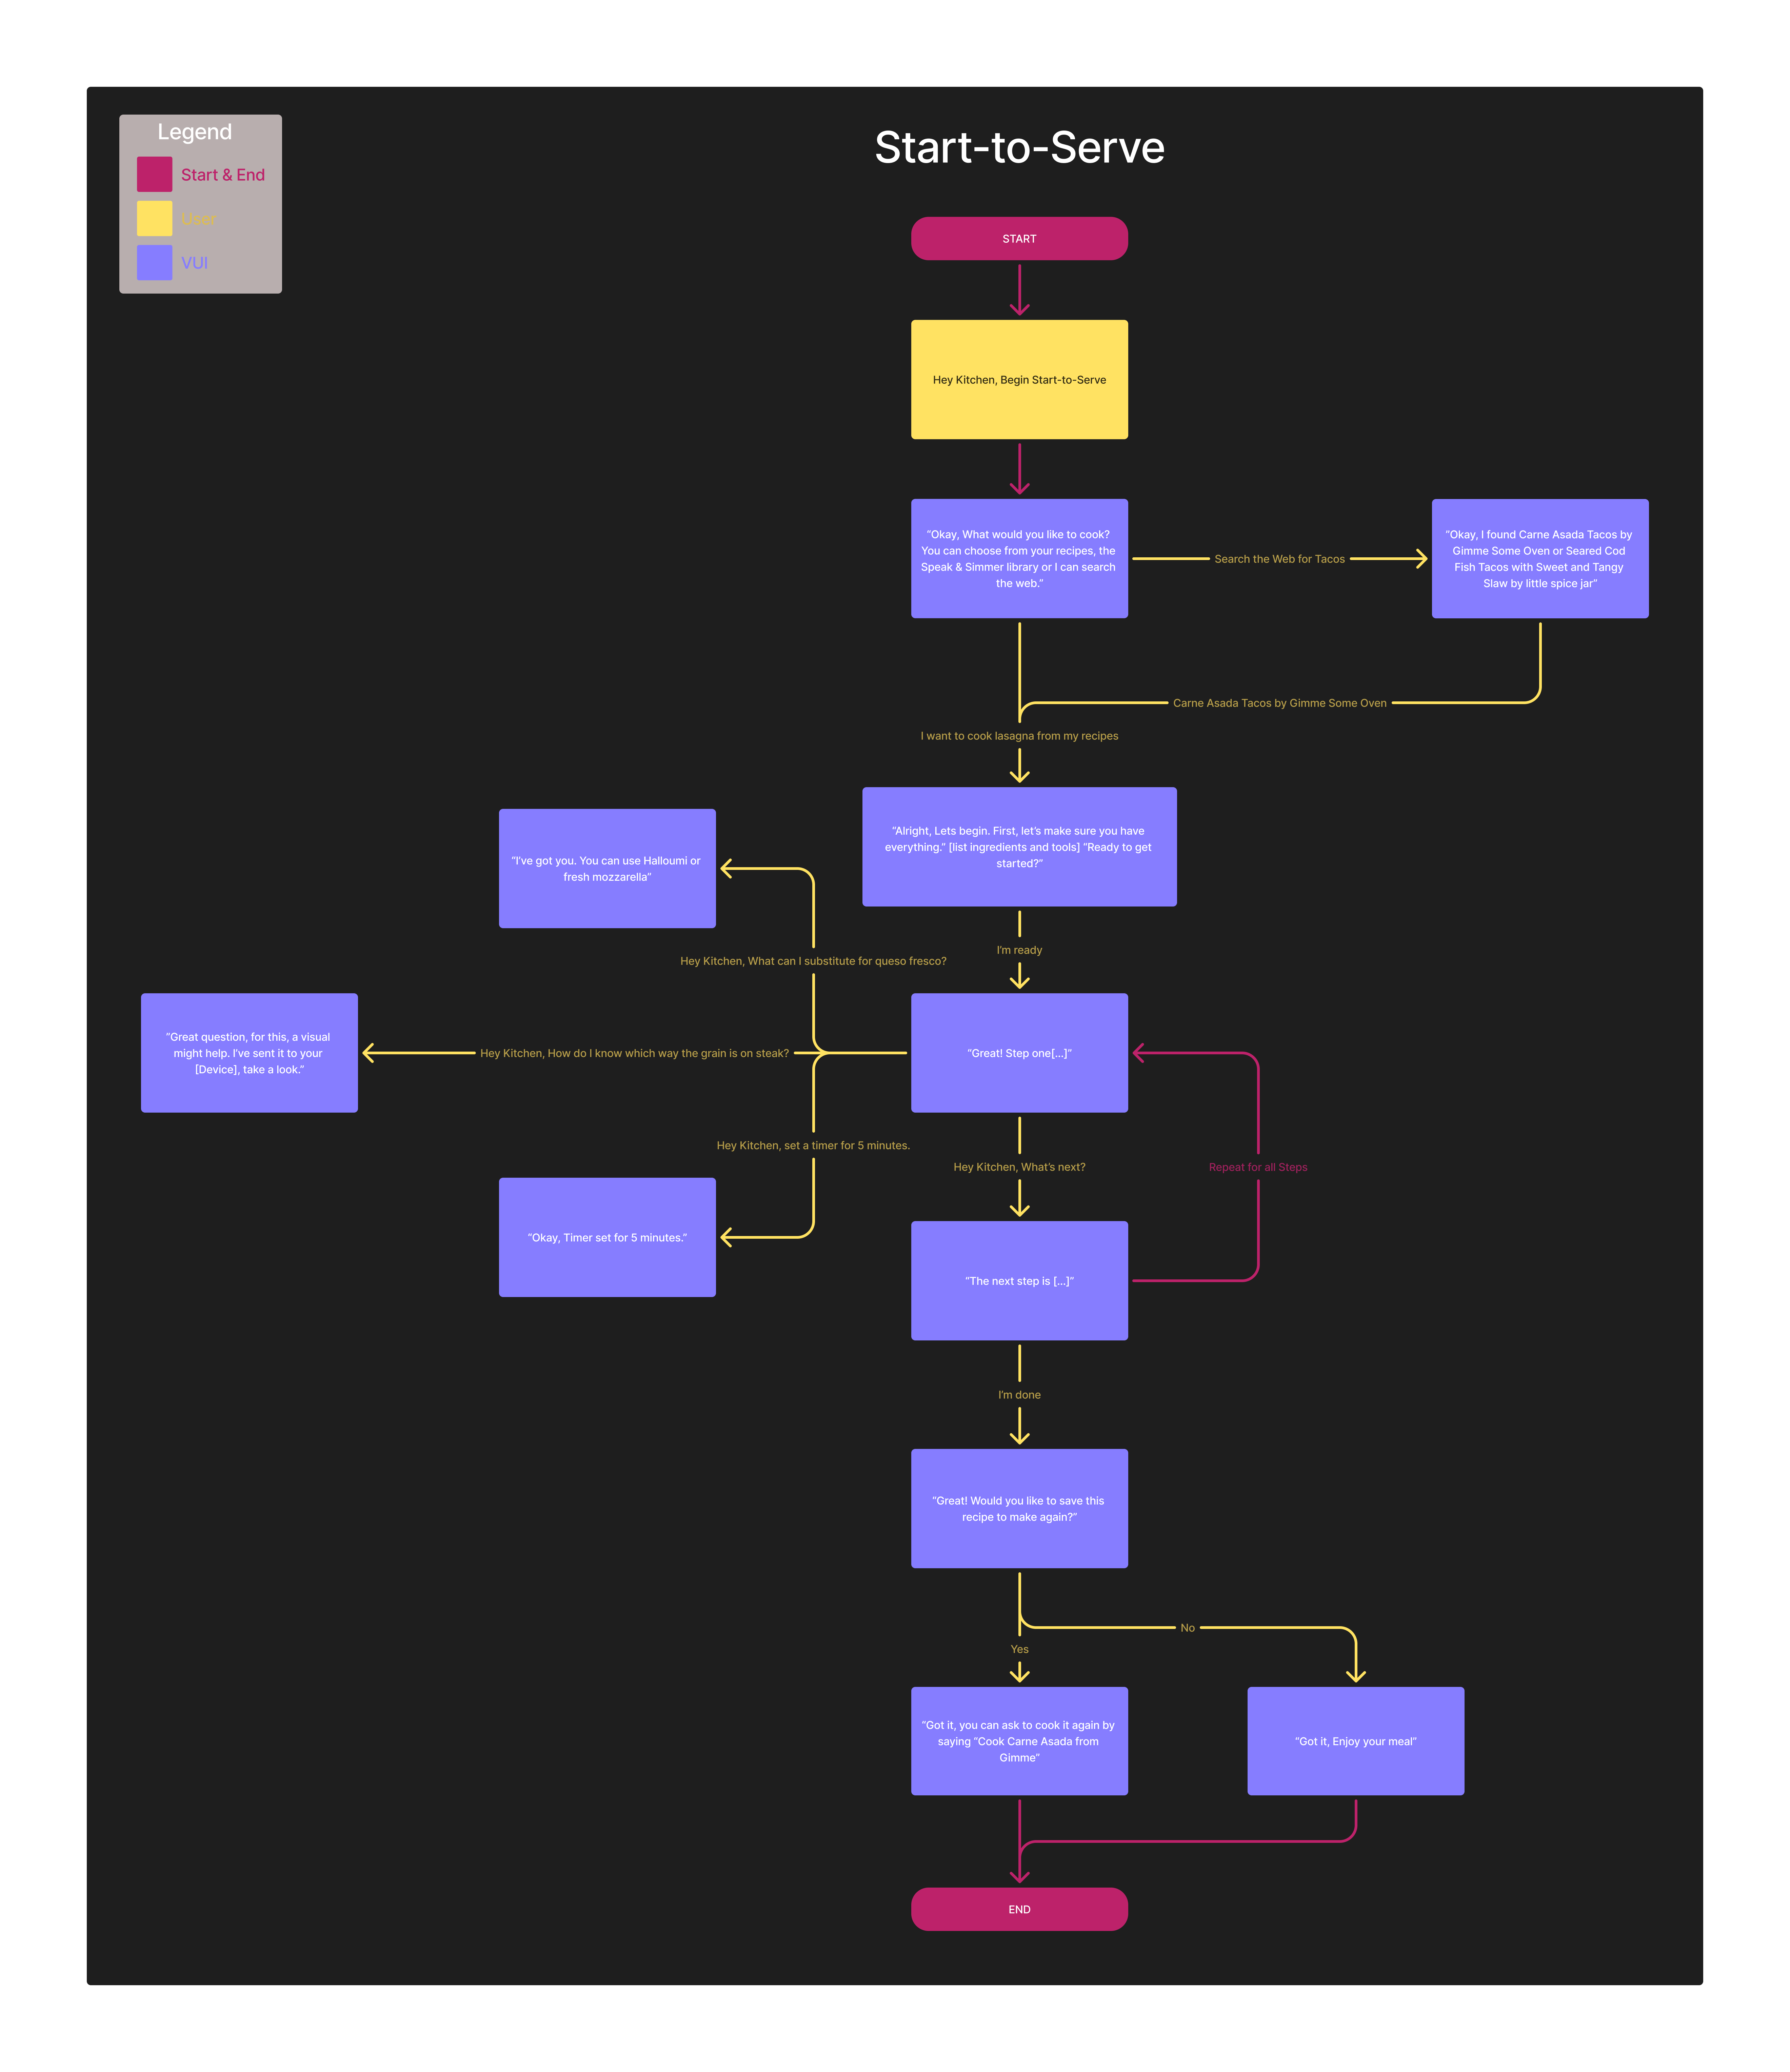 Legend
Start & End
User
VUI
Start-to-Serve
START
Hey Kitchen, Begin Start-to-Serve
“Okay, What would you like to cook?
You can choose from your recipes, the
Speak & Simmer library or I can search
the web.”
Search the Web for Tacos
“Okay, I found Carne Asada Tacos by
Gimme Some Oven or Seared Cod
Fish Tacos with Sweet and Tangy
Slaw by little spice jar”
Carne Asada Tacos by Gimme Some Oven
I want to cook lasagna from my recipes
“Alright, Lets begin. First, let’s make sure you have
everything.” [list ingredients and tools] “Ready to get
started?”
“I’ve got you. You can use Halloumi or
fresh mozzarella”
I’m ready
Hey Kitchen, What can I substitute for queso fresco?
“Great question, for this, a visual
might help. I’ve sent it to your
[Device], take a look.”
Hey Kitchen, How do I know which way the grain is on steak?
“Great! Step one[...]”
Hey Kitchen, set a timer for 5 minutes.
Hey Kitchen, What’s next?
Repeat for all Steps
“Okay, Timer set for 5 minutes.”
“The next step is [...]”
I’m done
“Great! Would you like to save this
recipe to make again?”
No
Yes
“Got it, you can ask to cook it again by
saying “Cook Carne Asada from
Gimme”
“Got it, Enjoy your meal”
END